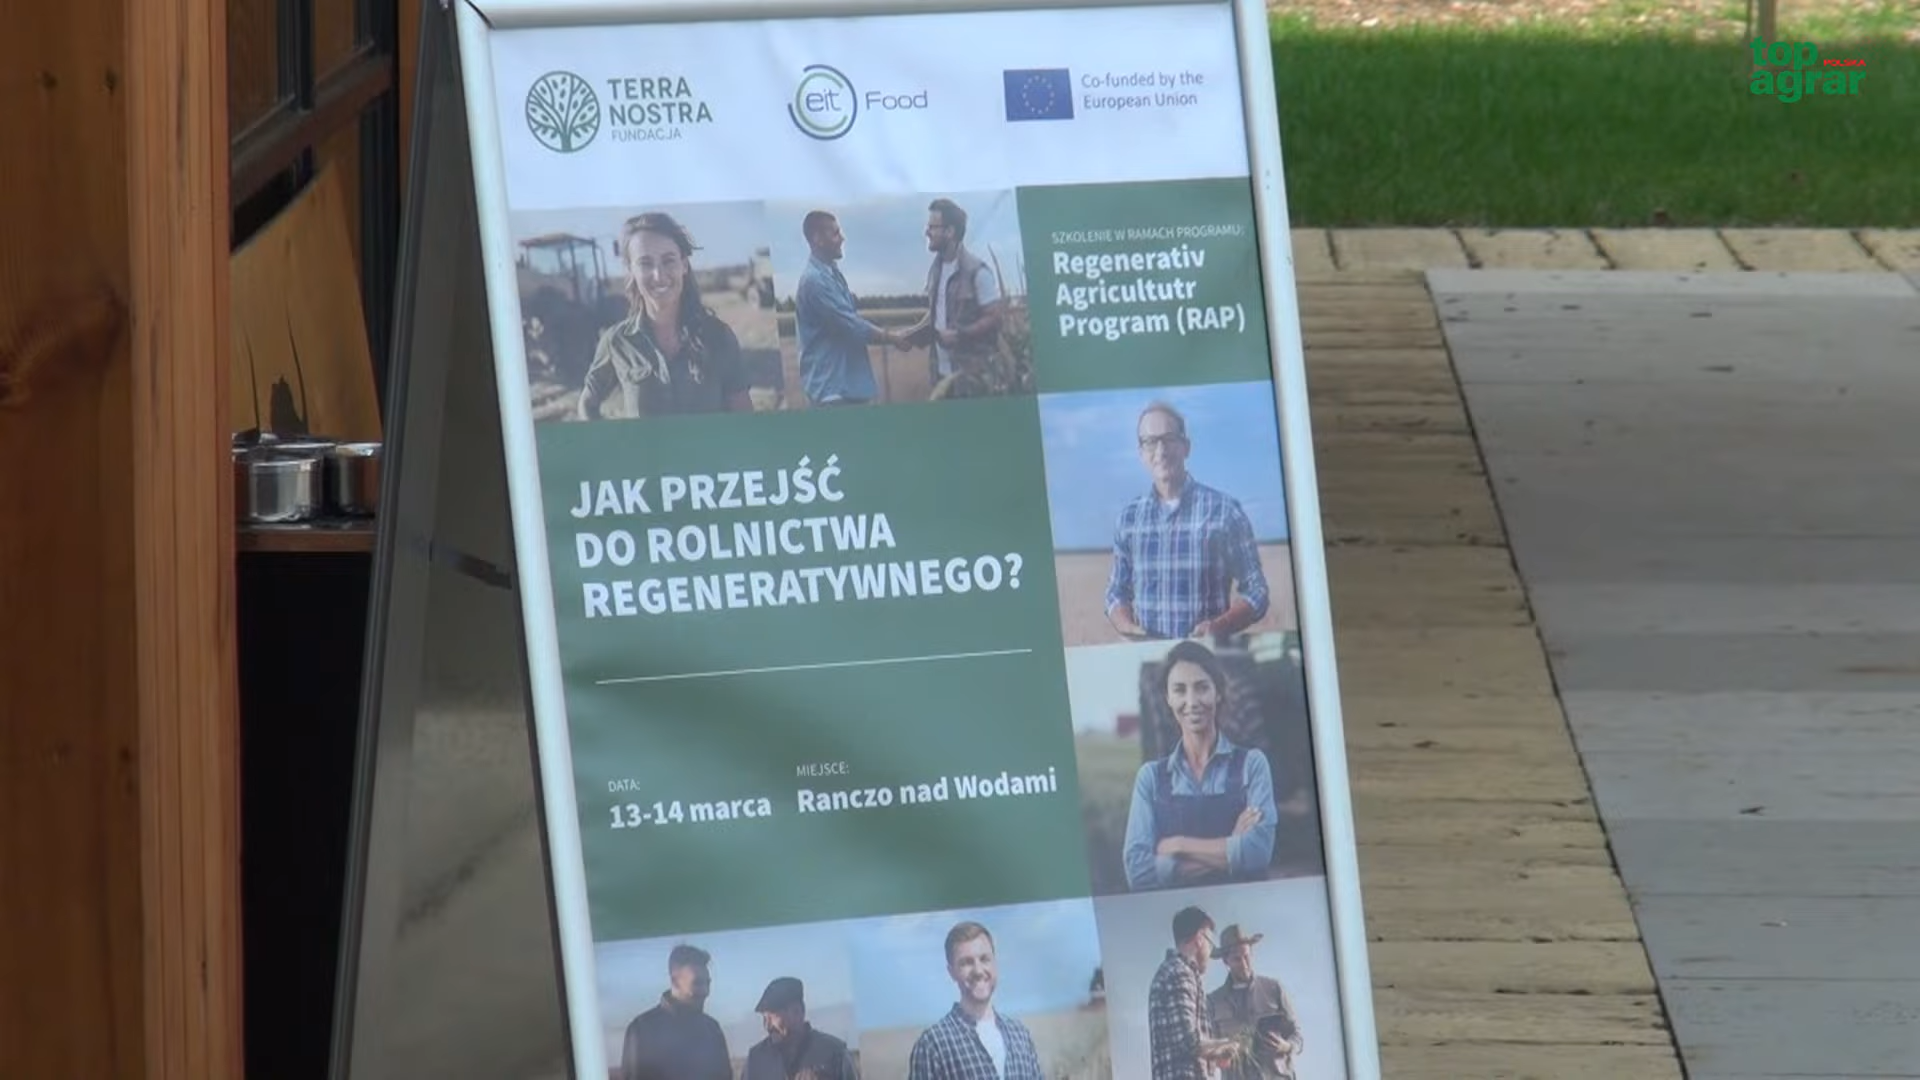 TERRA
NOSTRA
FUNDACJA
eit Food
Co-funded by the
European Union
top
POLSKA
agrar
SZKOLENIE W RAMACH PROGRAMU:
Regenerativ
Agricultutr
Program (RAP)
JAK PRZEJŚĆ
DO ROLNICTWA
REGENERATYWNEGO?
DATA:
13-14 marca
MIEJSCE:
Ranczo nad Wodami